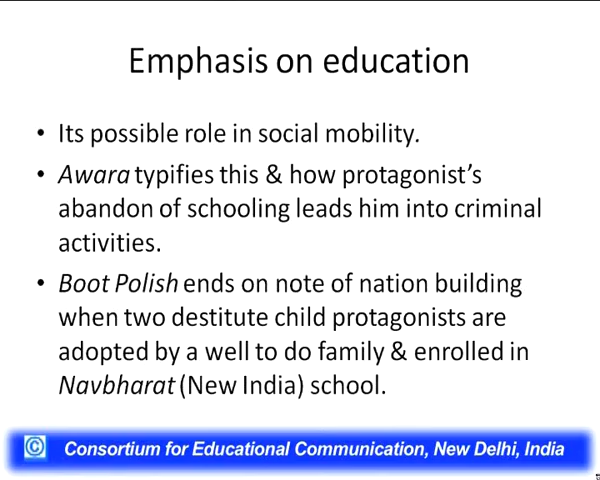 Emphasis on education
• Its possible role in social mobility.
• Awara typifies this & how protagonist's
abandon of schooling leads him into criminal
activities.
• Boot Polish ends on note of nation building
when two destitute child protagonists are
adopted by a well to do family & enrolled in
Navbharat (New India) school.
© Consortium for Educational Communication, New Delhi, India